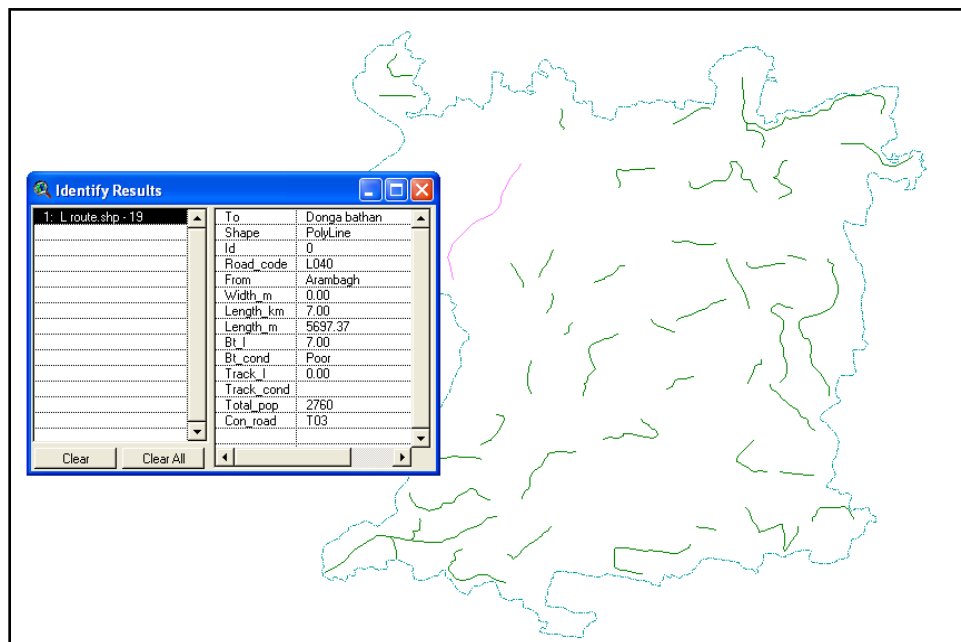 Identify Results
1: L route.shp - 19
To Donga bathan
Shape PolyLine
Id 0
Road_code L040
From Arambagh
Width_m 0.00
Length_km 7.00
Length_m 5697.37
Bt_l 7.00
Bt_cond Poor
Track_l 0.00
Track_cond
Total_pop 2760
Con_road T03
Clear Clear All